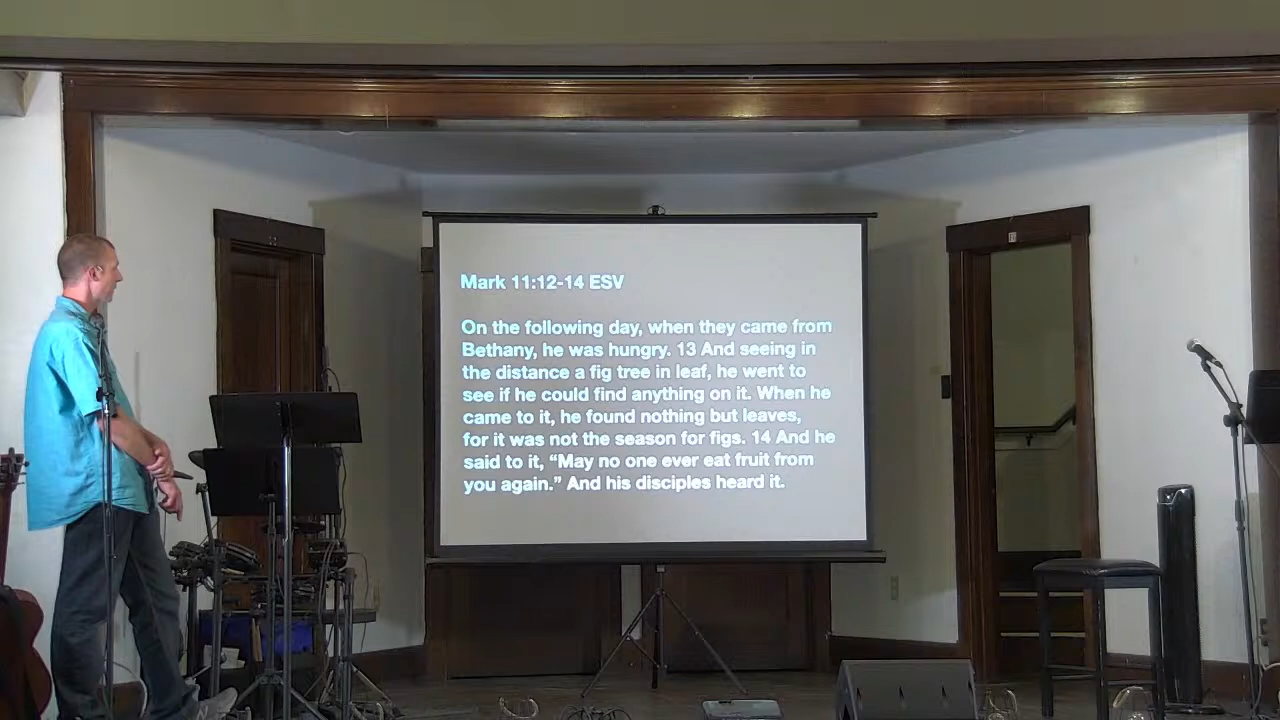 Mark 11:12-14 ESV
On the following day, when they came from
Bethany, he was hungry. 13 And seeing in
the distance a fig tree in leaf, he went to
see if he could find anything on it. When he
came to it, he found nothing but leaves,
for it was not the season for figs. 14 And he
said to it, “May no one ever eat fruit from
you again.” And his disciples heard it.